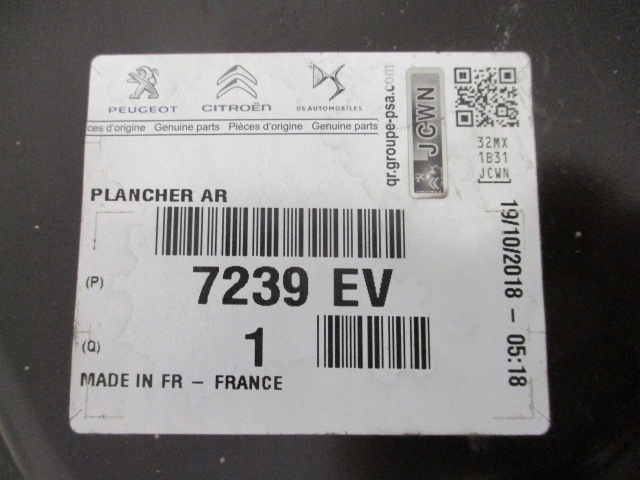 PEUGEOT CITROËN DS AUTOMOBILES
ces d'origine Genuine parts Pièces d'origine Genuine parts
qr.groupe-psa.com
JCWN
32MX
1B31
JCWN
PLANCHER AR
(P) 7239 EV
(Q) 1
MADE IN FR - FRANCE
19/10/2018 - 05:18